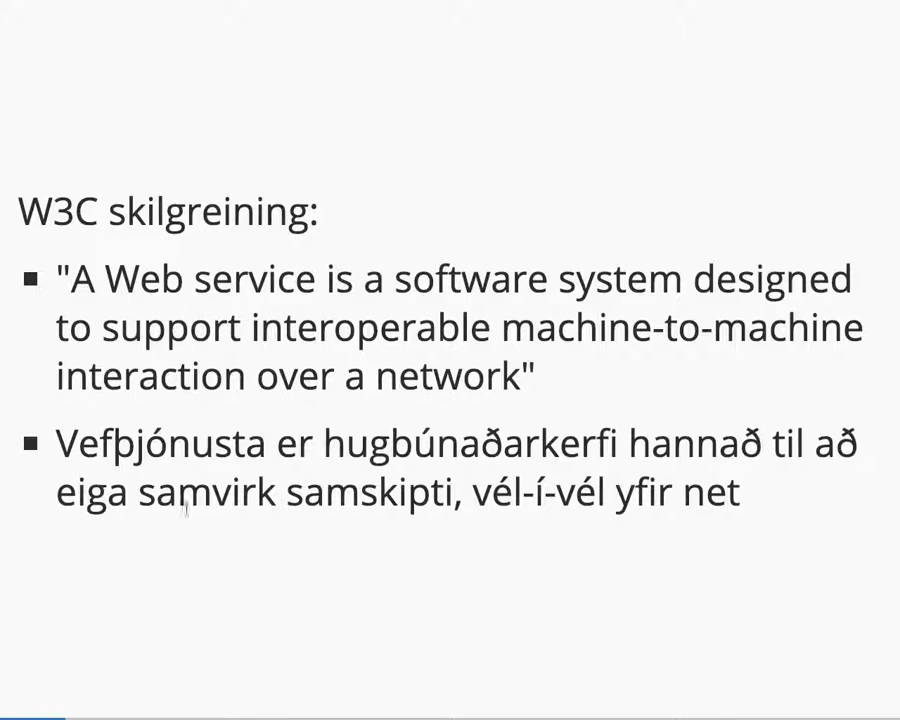 W3C skilgreining:
▪ "A Web service is a software system designed
to support interoperable machine-to-machine
interaction over a network"
▪ Vefþjónusta er hugbúnaðarkerfi hannað til að
eiga samvirk samskipti, vél-í-vél yfir net